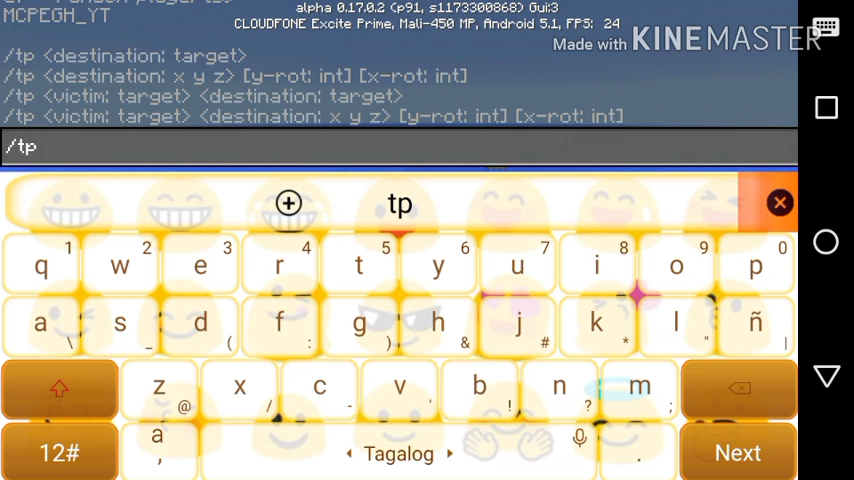 alpha 0.17.0.2 (p91, s1173300868) Gui:3
CLOUDFONE Excite Prime, Mali-450 MP, Android 5.1, FPS: 24
MCPEGH_YT
Made with KINEMASTER
/tp <destination: target>
/tp <destination: x y z> [y-rot: int] [x-rot: int]
/tp <victim: target> <destination: target>
/tp <victim: target> <destination: x y z> [y-rot: int] [x-rot: int]
/tp
tp
q 1 w 2 e 3 r 4 t 5 y 6 u 7 i 8 o 9 p 0
a \ s _ d ( f : g ) h & j # k * l " ñ |
z @ x / c - v ' b ! n ? m ;
12# a , Tagalog . Next